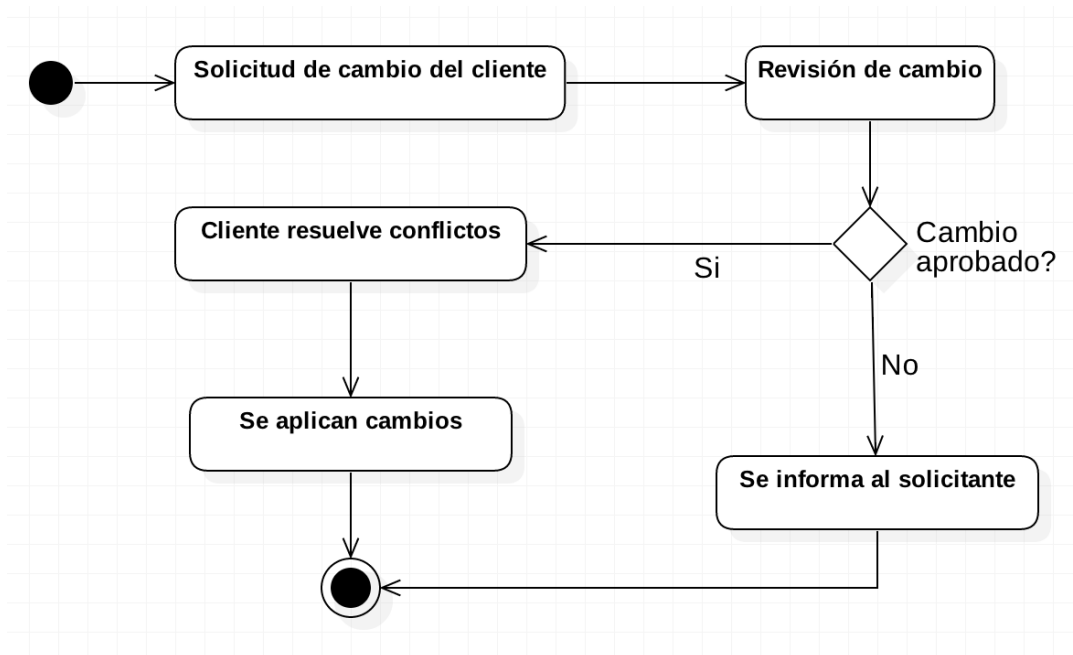 Solicitud de cambio del cliente
Revisión de cambio
Cliente resuelve conflictos
Cambio
aprobado?
Si
No
Se aplican cambios
Se informa al solicitante